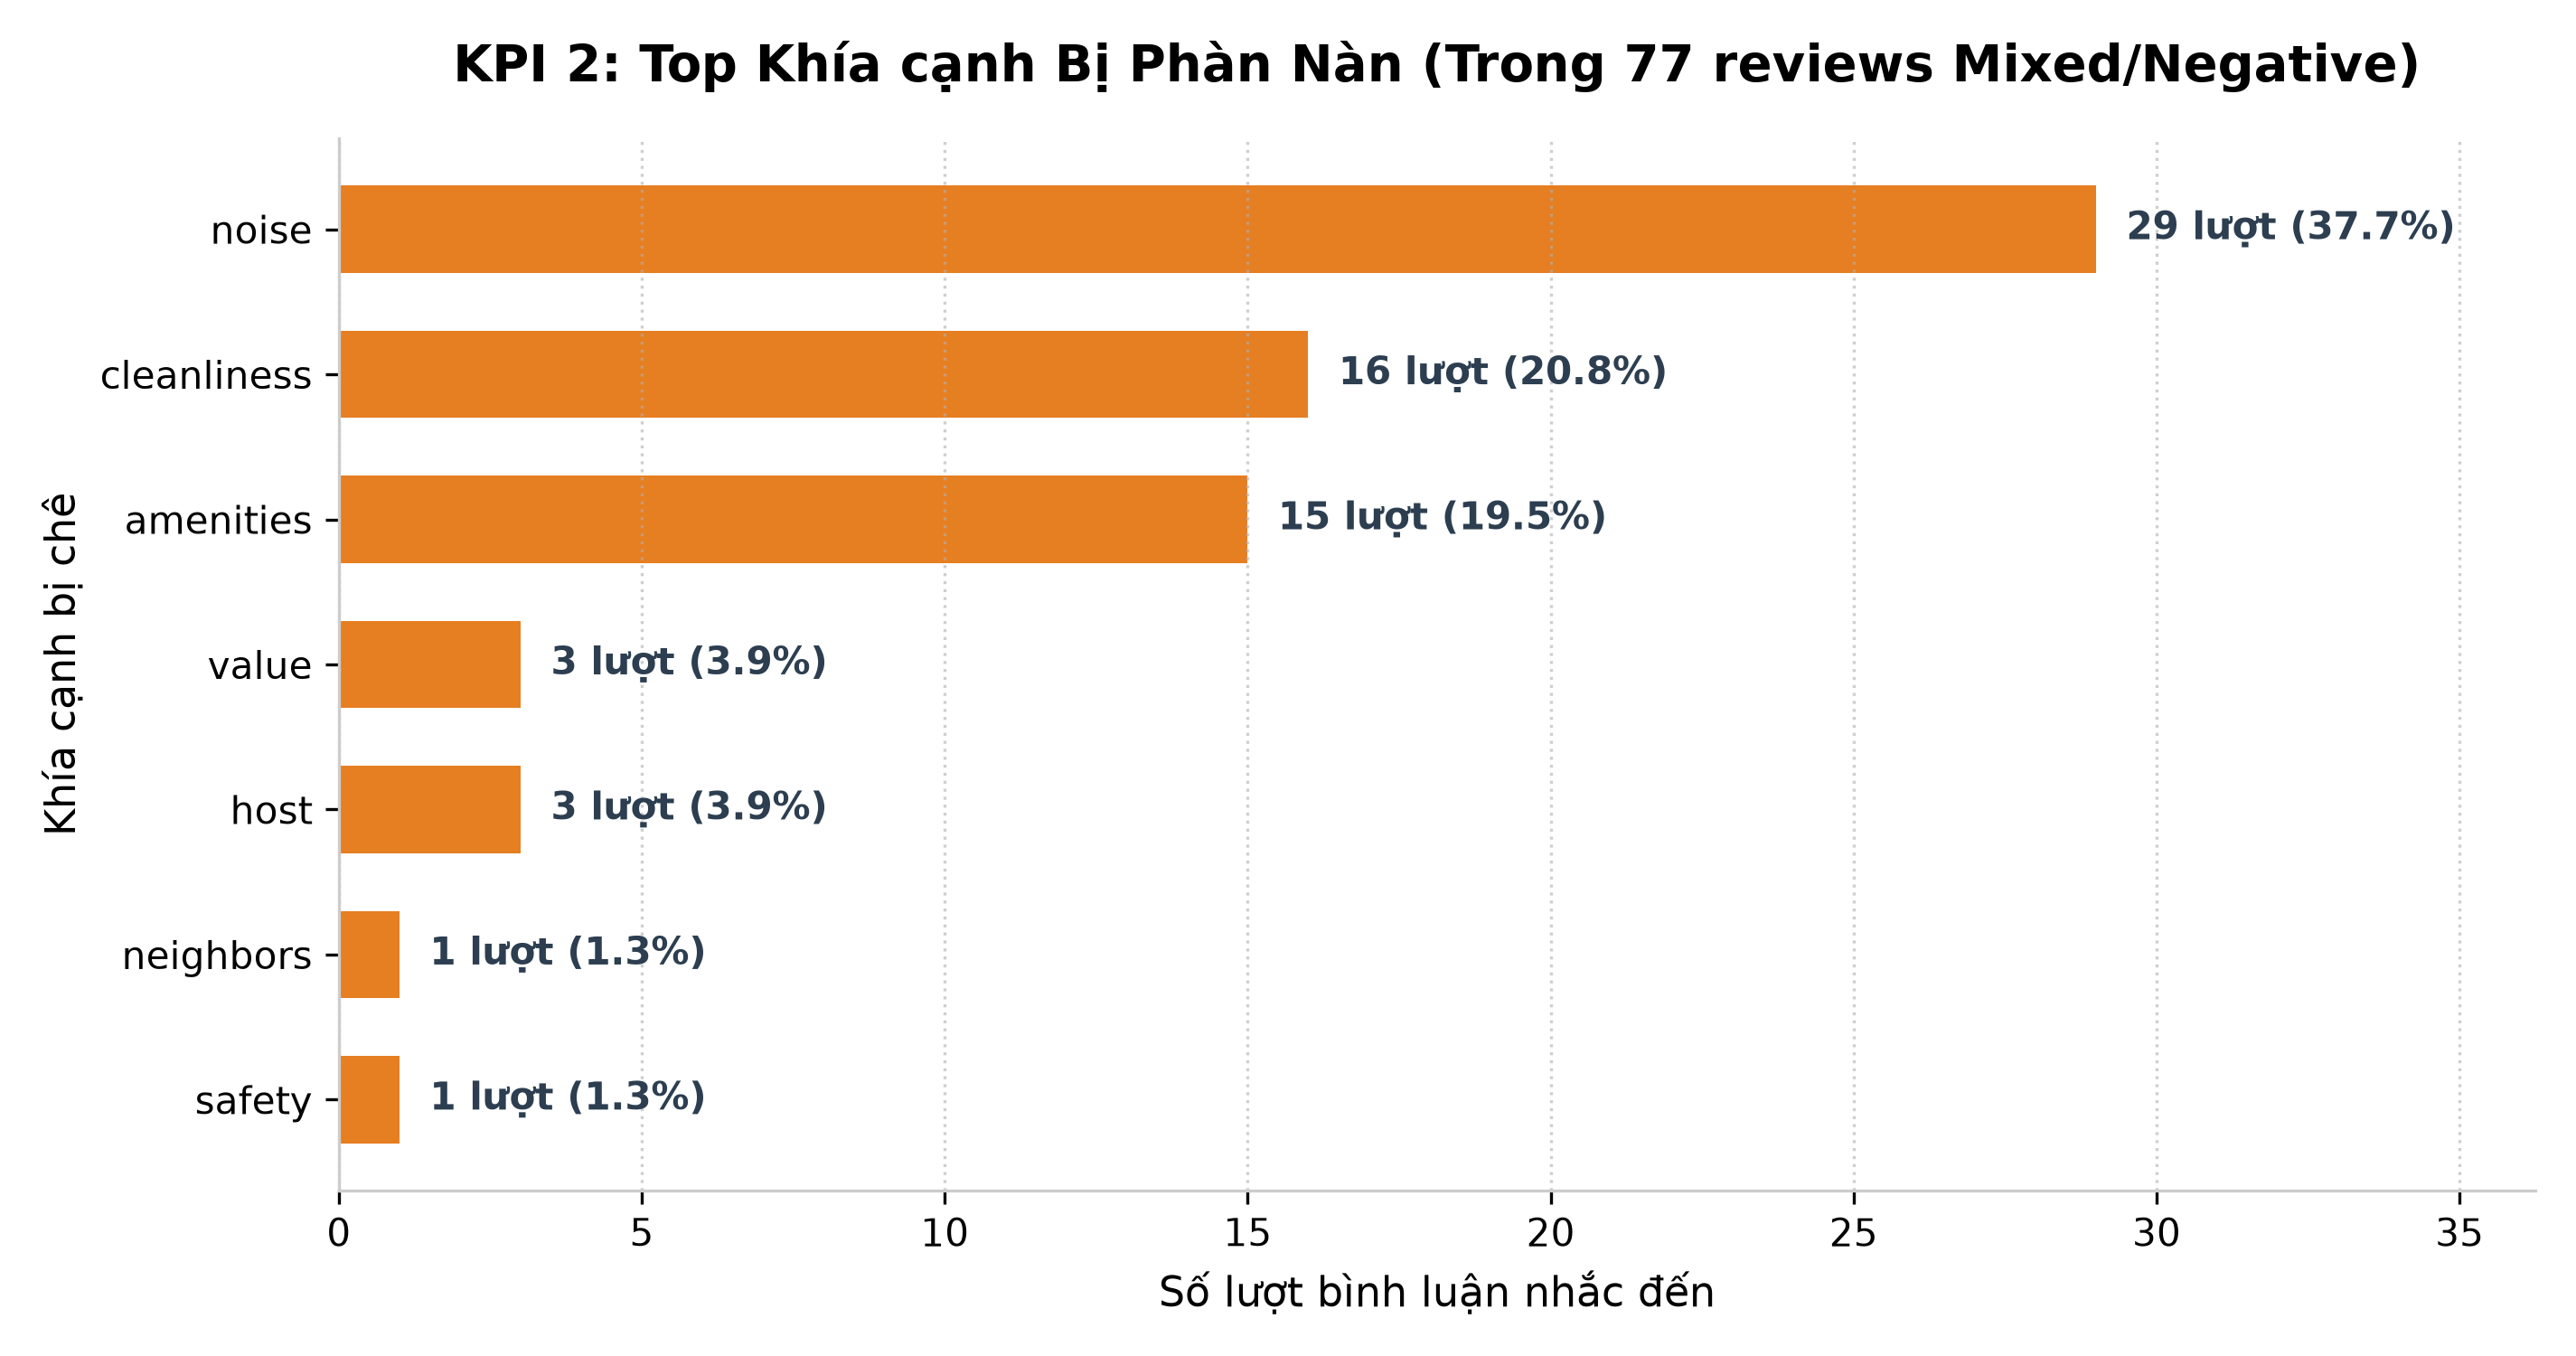 KPI 2: Top Khía cạnh Bị Phàn Nàn (Trong 77 reviews Mixed/Negative)
Khía cạnh bị chê
noise
29 lượt (37.7%)
cleanliness
16 lượt (20.8%)
amenities
15 lượt (19.5%)
value
3 lượt (3.9%)
host
3 lượt (3.9%)
neighbors
1 lượt (1.3%)
safety
1 lượt (1.3%)
0 5 10 15 20 25 30 35
Số lượt bình luận nhắc đến